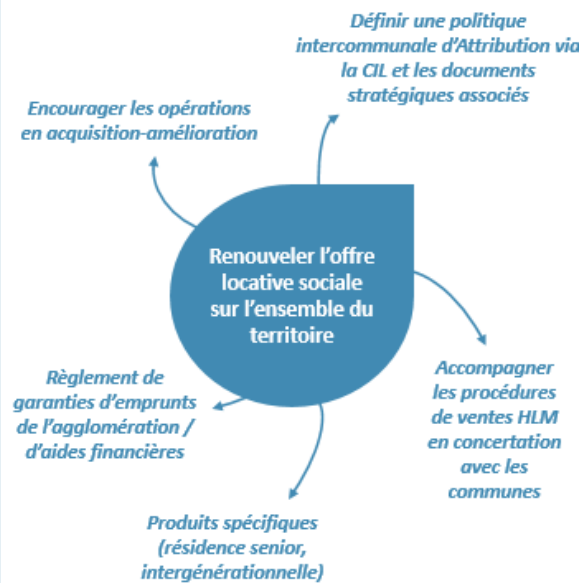 Définir une politique
intercommunale d'Attribution via
la CIL et les documents
stratégiques associés
Encourager les opérations
en acquisition-amélioration
Renouveler l'offre
locative sociale
sur l'ensemble du
territoire
Accompagner
les procédures
de ventes HLM
en concertation
avec les
communes
Règlement de
garanties d'emprunts
de l'agglomération /
d'aides financières
Produits spécifiques
(résidence senior,
intergénérationnelle)